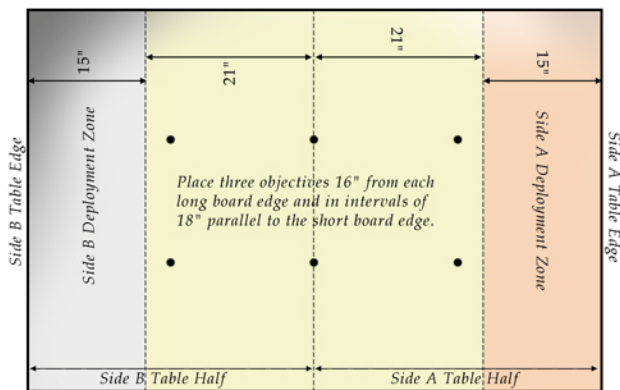 21"
15"
21"
15"
Side B Table Edge
Side B Deployment Zone
Place three objectives 16" from each
long board edge and in intervals of
18" parallel to the short board edge.
Side A Deployment Zone
Side A Table Edge
Side B Table Half
Side A Table Half